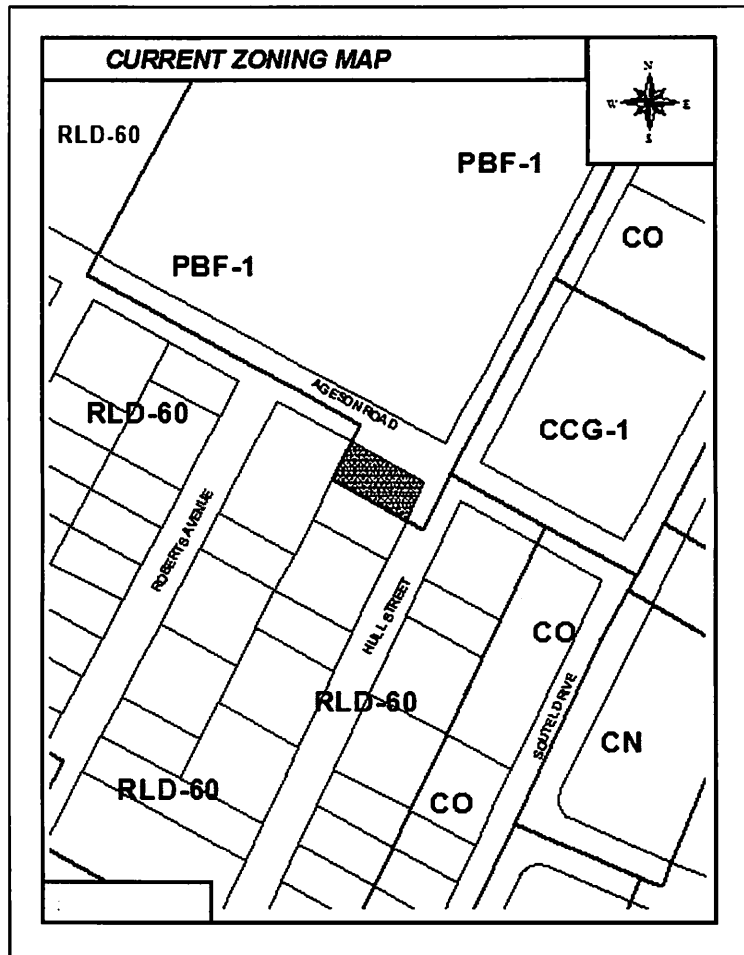 CURRENT ZONING MAP
N
W E
S
RLD-60
PBF-1
CO
PBF-1
AGESON ROAD
RLD-60
CCG-1
ROBERTS AVENUE
HULL STREET
CO
SOUTEL DRIVE
RLD-60
CN
RLD-60
CO